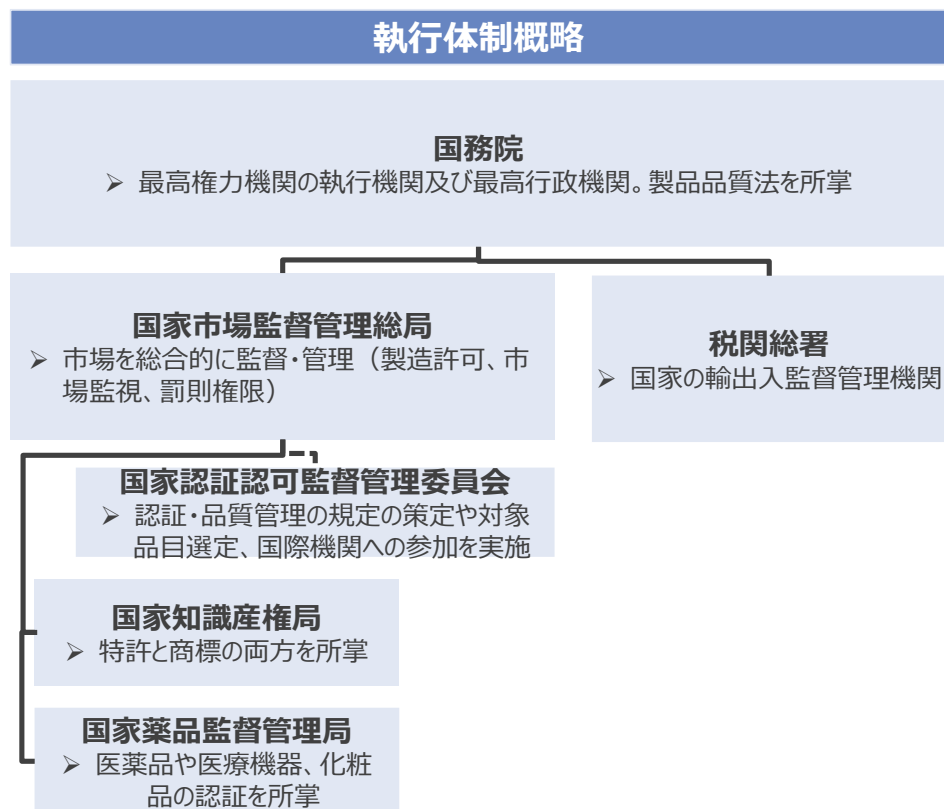 執行体制概略
国務院
➢ 最高権力機関の執行機関及び最高行政機関。製品品質法を所掌
国家市場監督管理総局
➢ 市場を総合的に監督・管理（製造許可、市
場監視、罰則権限）
税関総署
➢ 国家の輸出入監督管理機関
国家認証認可監督管理委員会
➢ 認証・品質管理の規定の策定や対象
品目選定、国際機関への参加を実施
国家知識産権局
➢ 特許と商標の両方を所掌
国家薬品監督管理局
➢ 医薬品や医療機器、化粧
品の認証を所掌